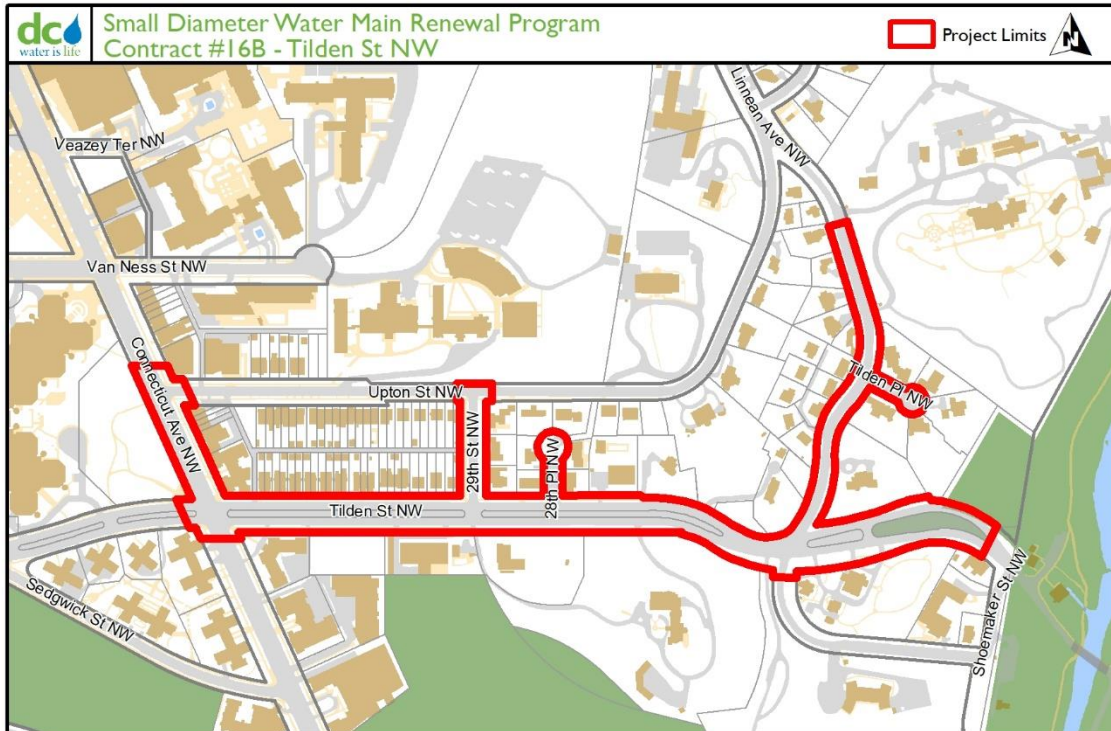 dc
water is life
Small Diameter Water Main Renewal Program
Contract #16B - Tilden St NW
Project Limits
N
Linnean Ave NW
Veazey Ter NW
Van Ness St NW
Connecticut Ave NW
Tilden Pl NW
Upton St NW
29th St NW
28th Pl NW
Tilden St NW
Sedgwick St NW
Shoemaker St NW